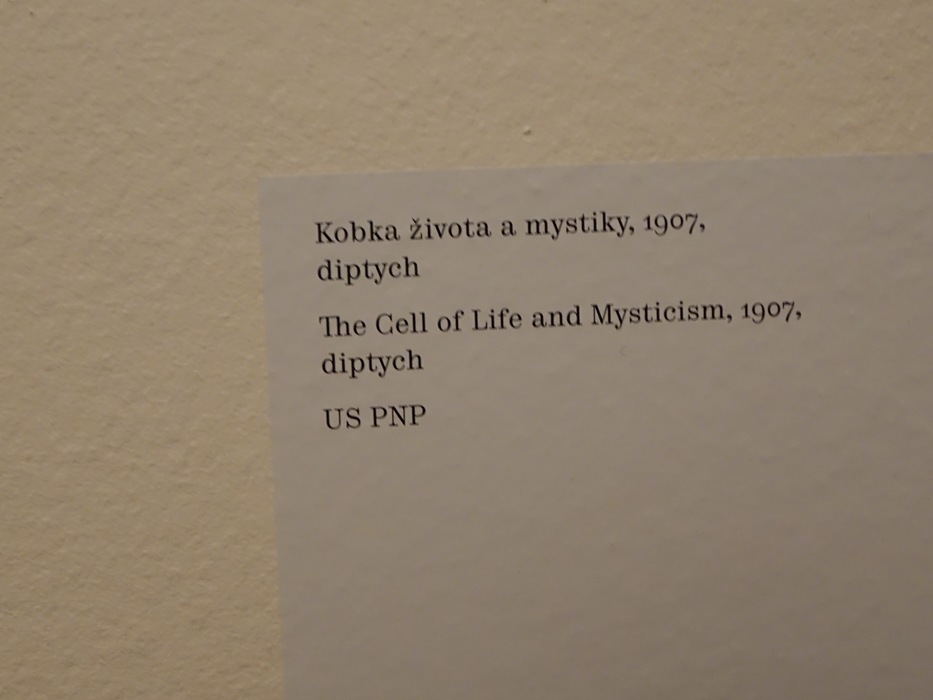 Kobka života a mystiky, 1907,
diptych
The Cell of Life and Mysticism, 1907,
diptych
US PNP